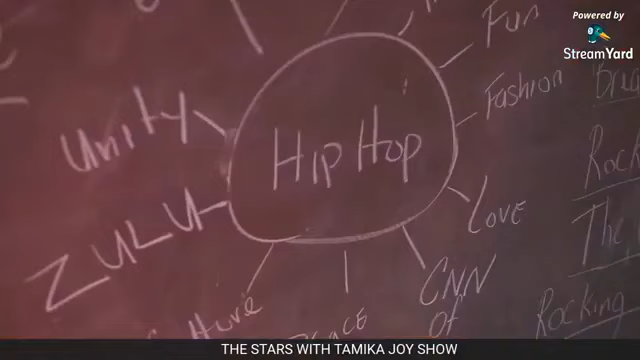 Powered by
StreamYard
Fun
Fashion
Unity
Hip Hop
Rock
Love
ZULU
The
CNN
Of
Rocking
THE STARS WITH TAMIKA JOY SHOW